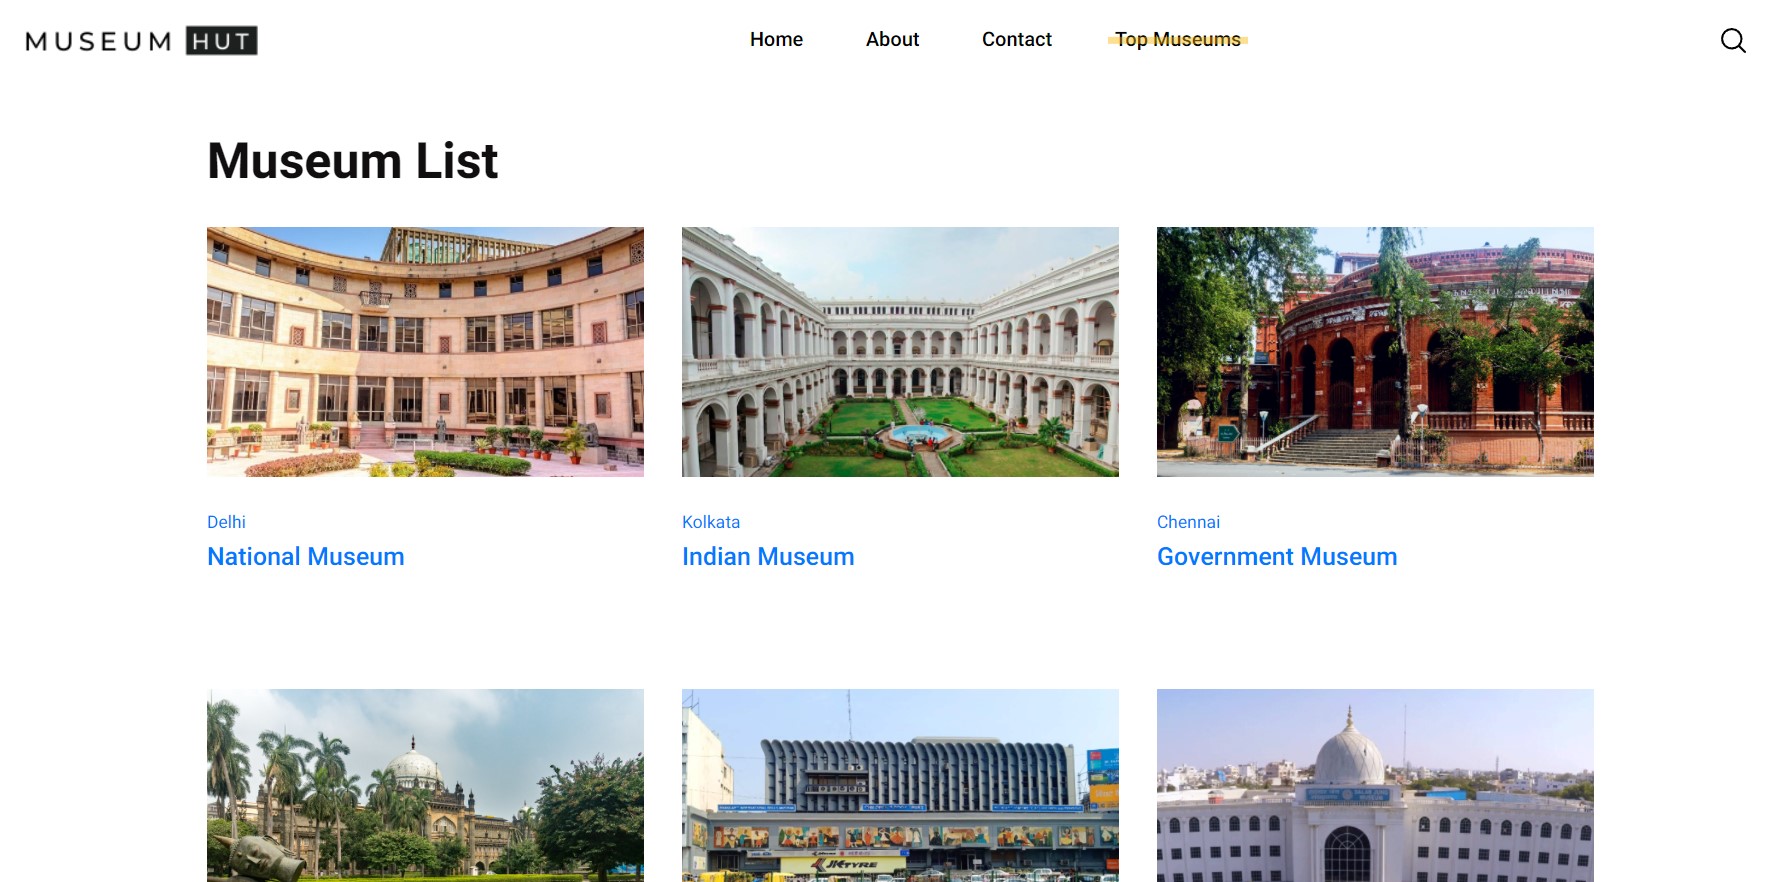 MUSEUM HUT
Home
About
Contact
Top Museums
Museum List
Delhi
National Museum
Kolkata
Indian Museum
Chennai
Government Museum
JK TYRE